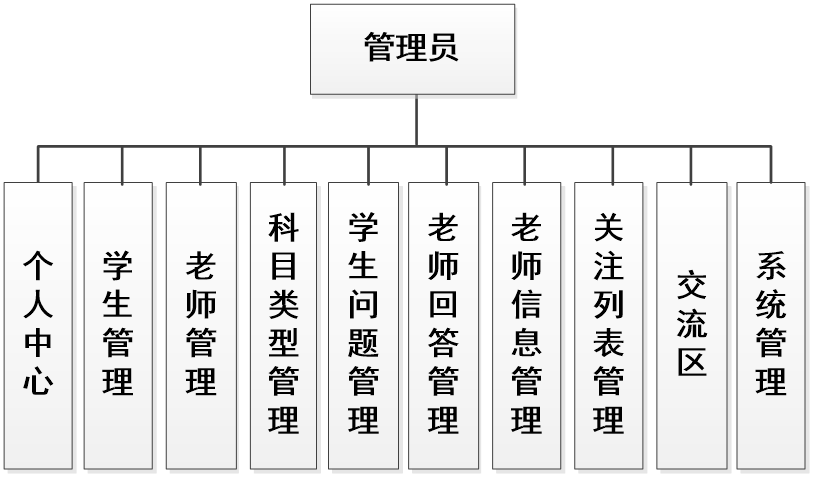 管理员
个人中心
学生管理
老师管理
科目类型管理
学生问题管理
老师回答管理
老师信息管理
关注列表管理
交流区
系统管理